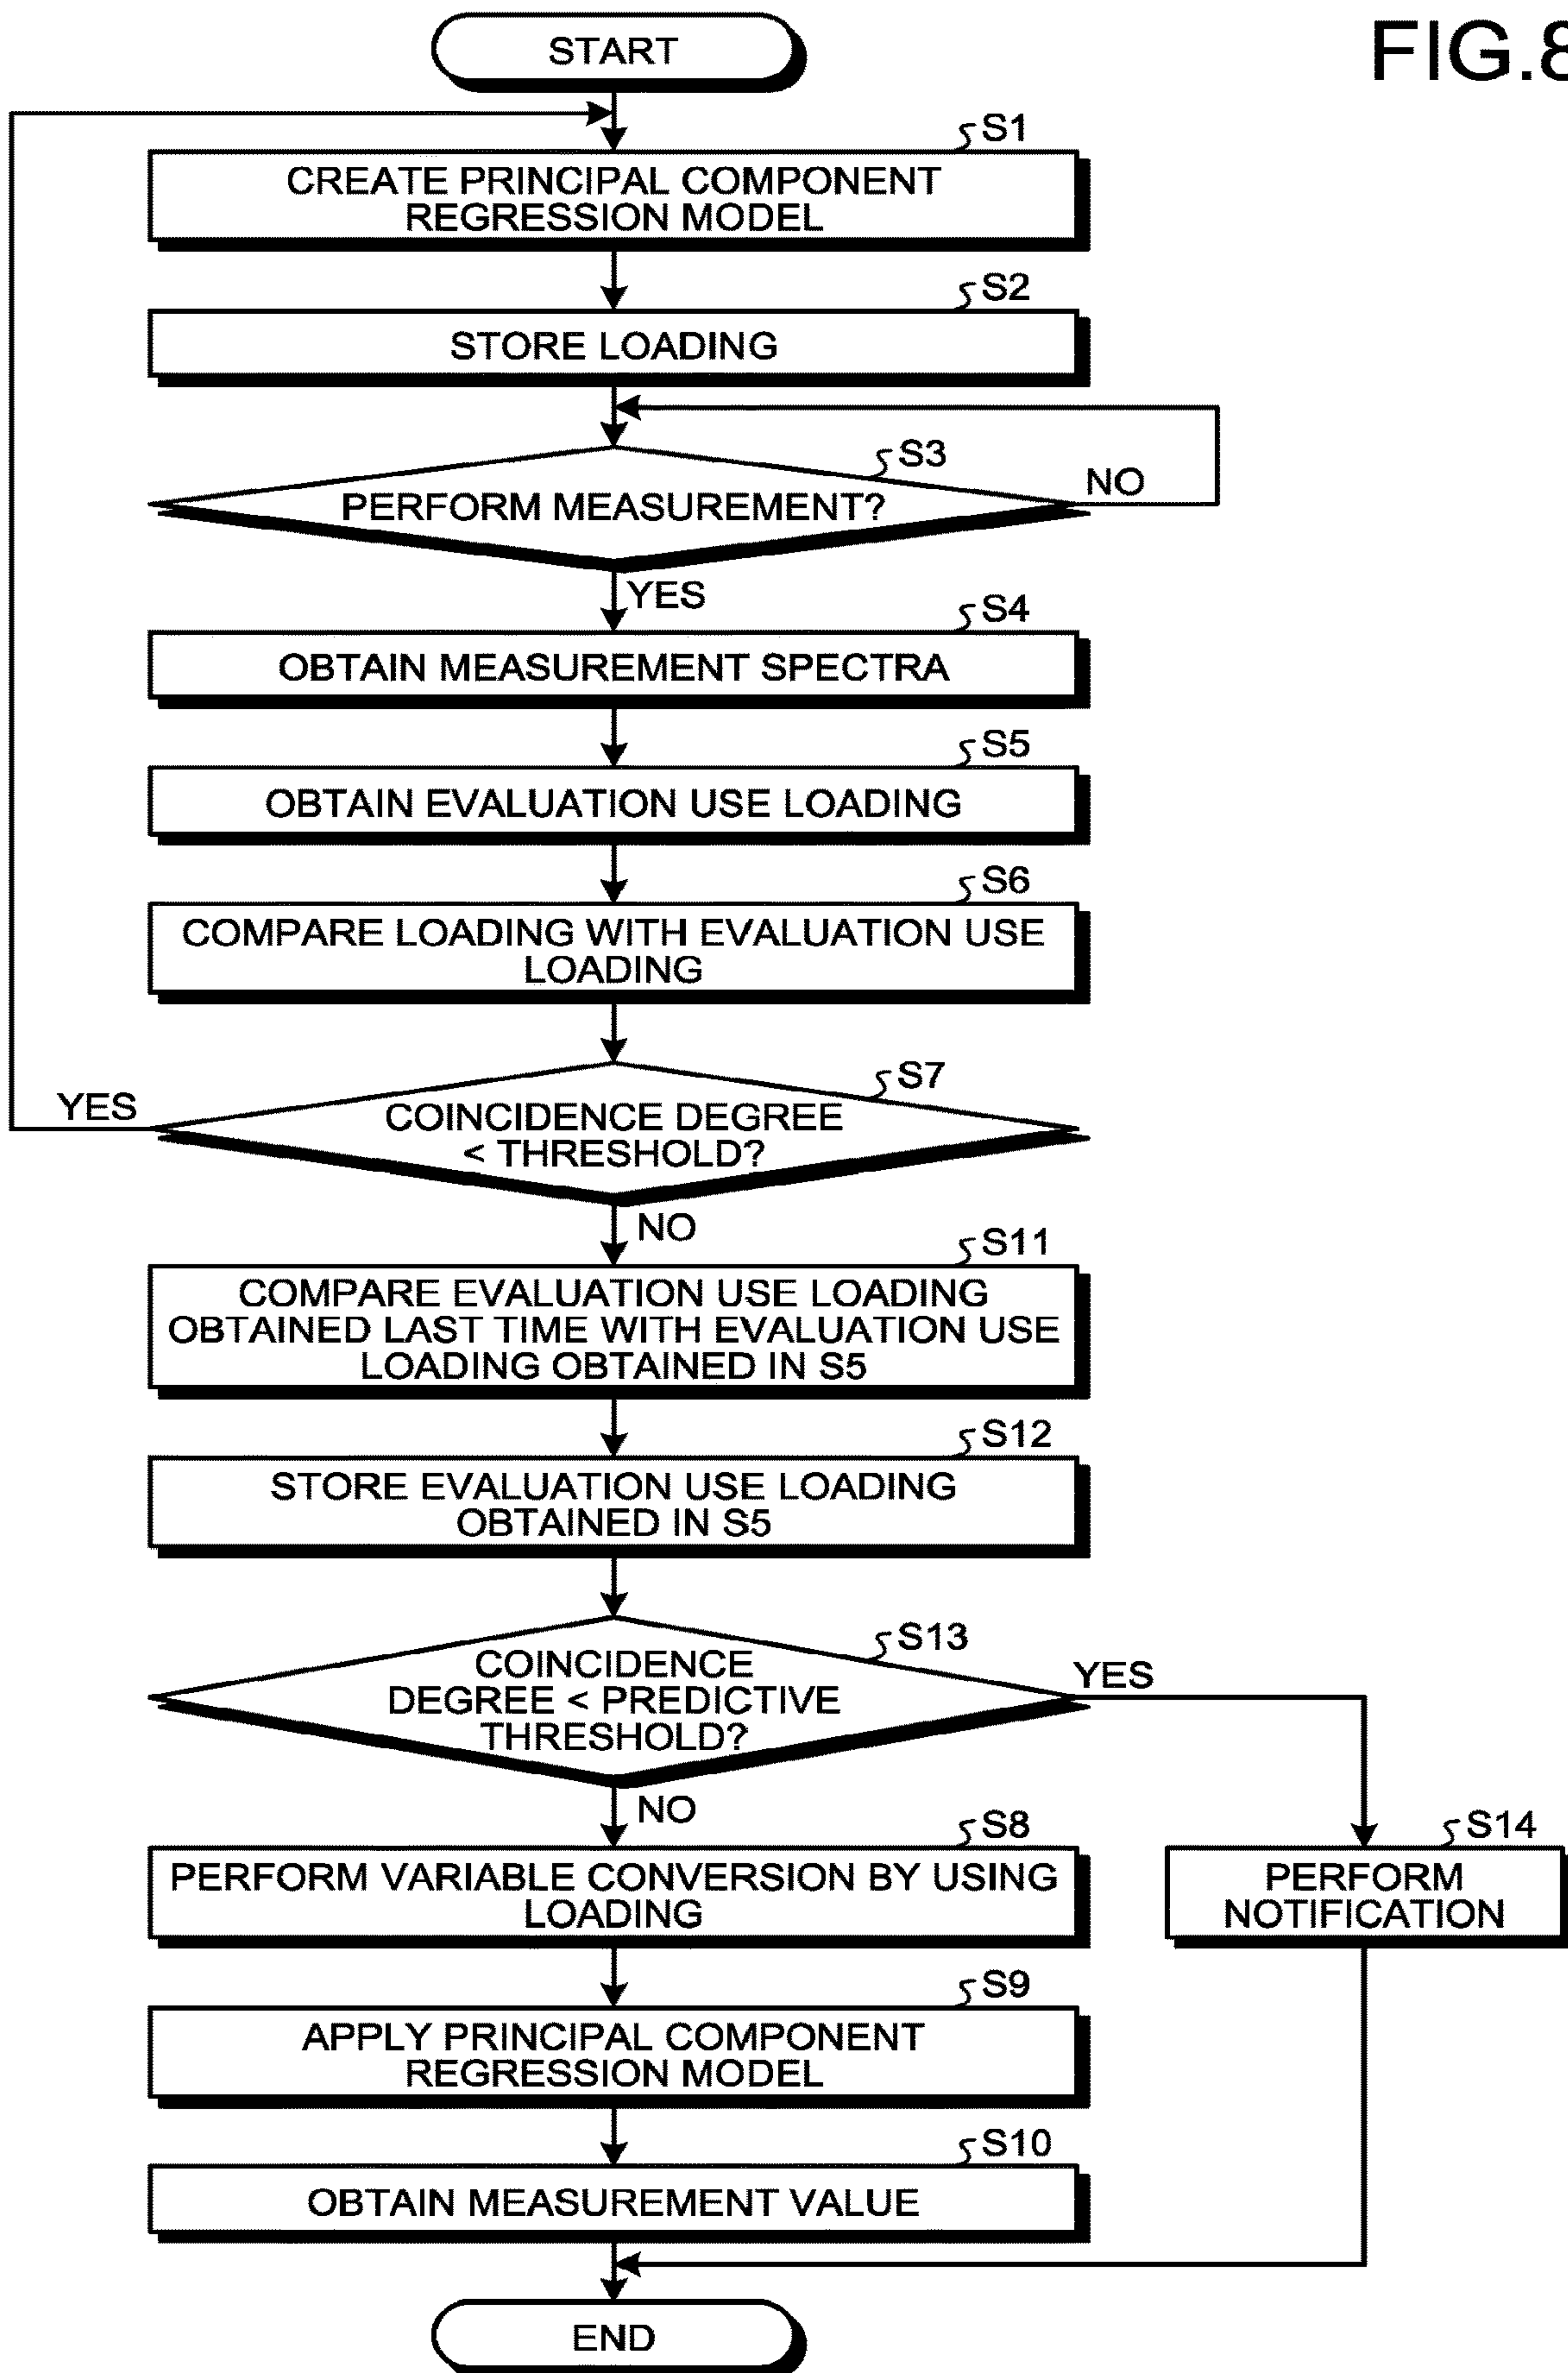 FIG.8
START
S1
CREATE PRINCIPAL COMPONENT
REGRESSION MODEL
S2
STORE LOADING
S3
PERFORM MEASUREMENT?
NO
YES
S4
OBTAIN MEASUREMENT SPECTRA
S5
OBTAIN EVALUATION USE LOADING
S6
COMPARE LOADING WITH EVALUATION USE
LOADING
S7
YES
COINCIDENCE DEGREE
< THRESHOLD?
NO
S11
COMPARE EVALUATION USE LOADING
OBTAINED LAST TIME WITH EVALUATION USE
LOADING OBTAINED IN S5
S12
STORE EVALUATION USE LOADING
OBTAINED IN S5
S13
COINCIDENCE
DEGREE < PREDICTIVE
THRESHOLD?
YES
NO
S8
PERFORM VARIABLE CONVERSION BY USING
LOADING
S14
PERFORM
NOTIFICATION
S9
APPLY PRINCIPAL COMPONENT
REGRESSION MODEL
S10
OBTAIN MEASUREMENT VALUE
END